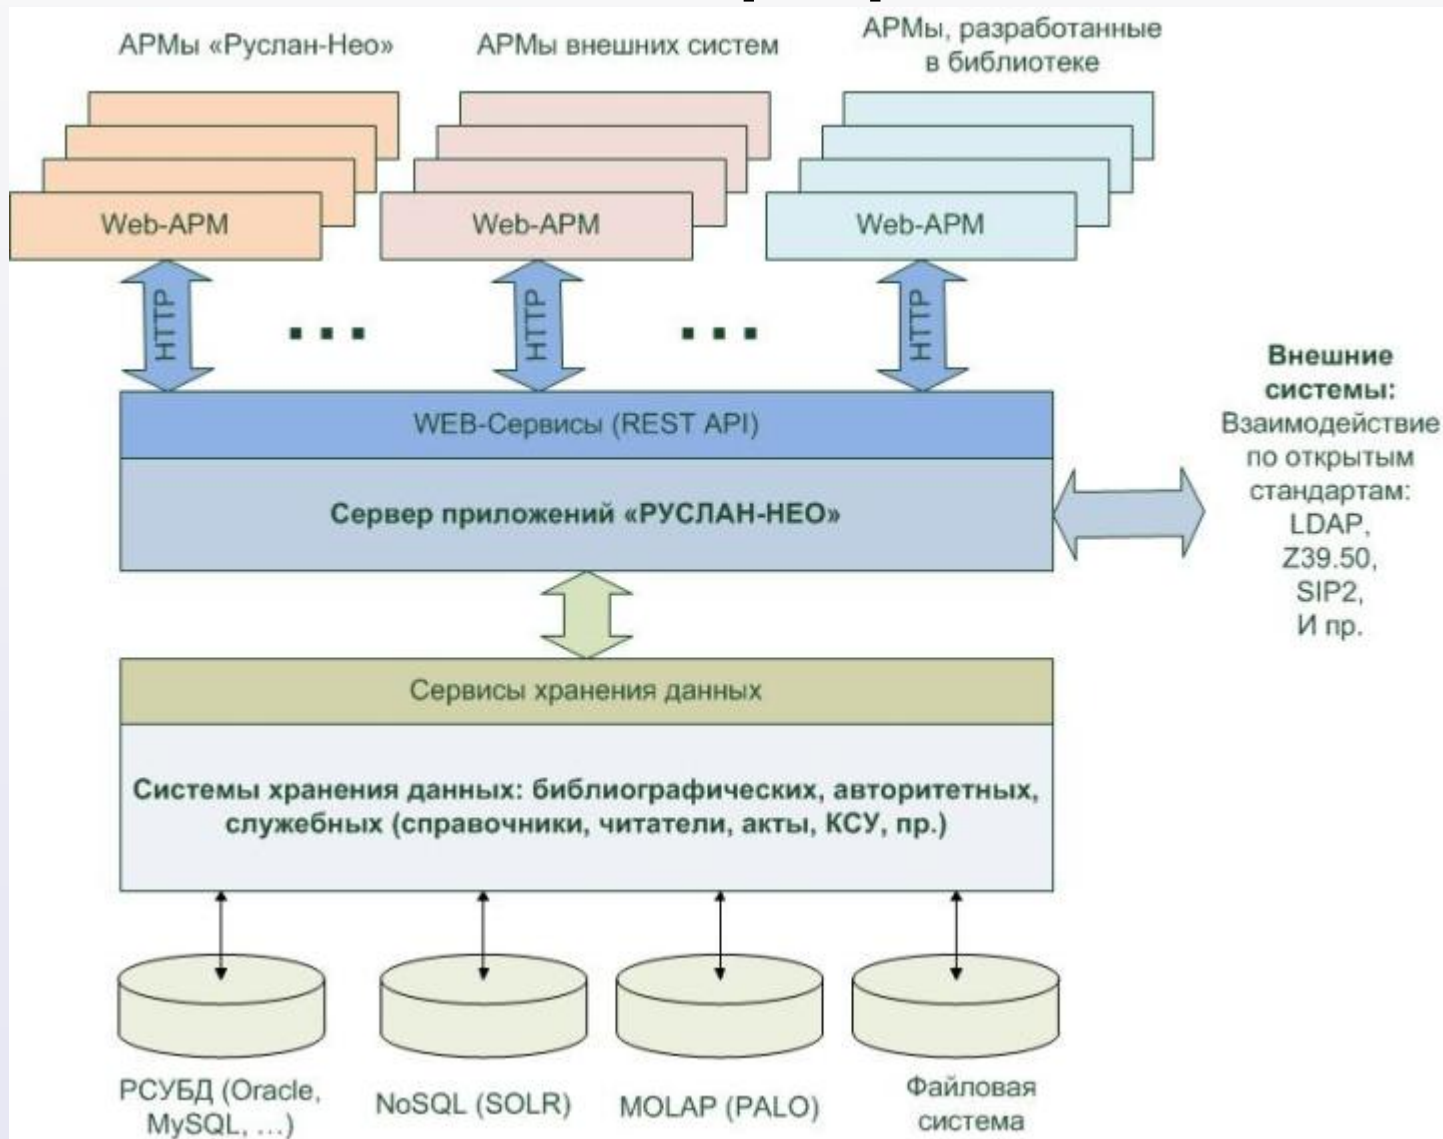 АРМы «Руслан-Нео»
АРМы внешних систем
АРМы, разработанные
в библиотеке
Web-АРМ
Web-АРМ
Web-АРМ
HTTP
HTTP
HTTP
WEB-Сервисы (REST API)
Сервер приложений «РУСЛАН-НЕО»
Внешние
системы:
Взаимодействие
по открытым
стандартам:
LDAP,
Z39.50,
SIP2,
И пр.
Сервисы хранения данных
Системы хранения данных: библиографических, авторитетных,
служебных (справочники, читатели, акты, КСУ, пр.)
РСУБД (Oracle,
MySQL, ...)
NoSQL (SOLR)
MOLAP (PALO)
Файловая
система